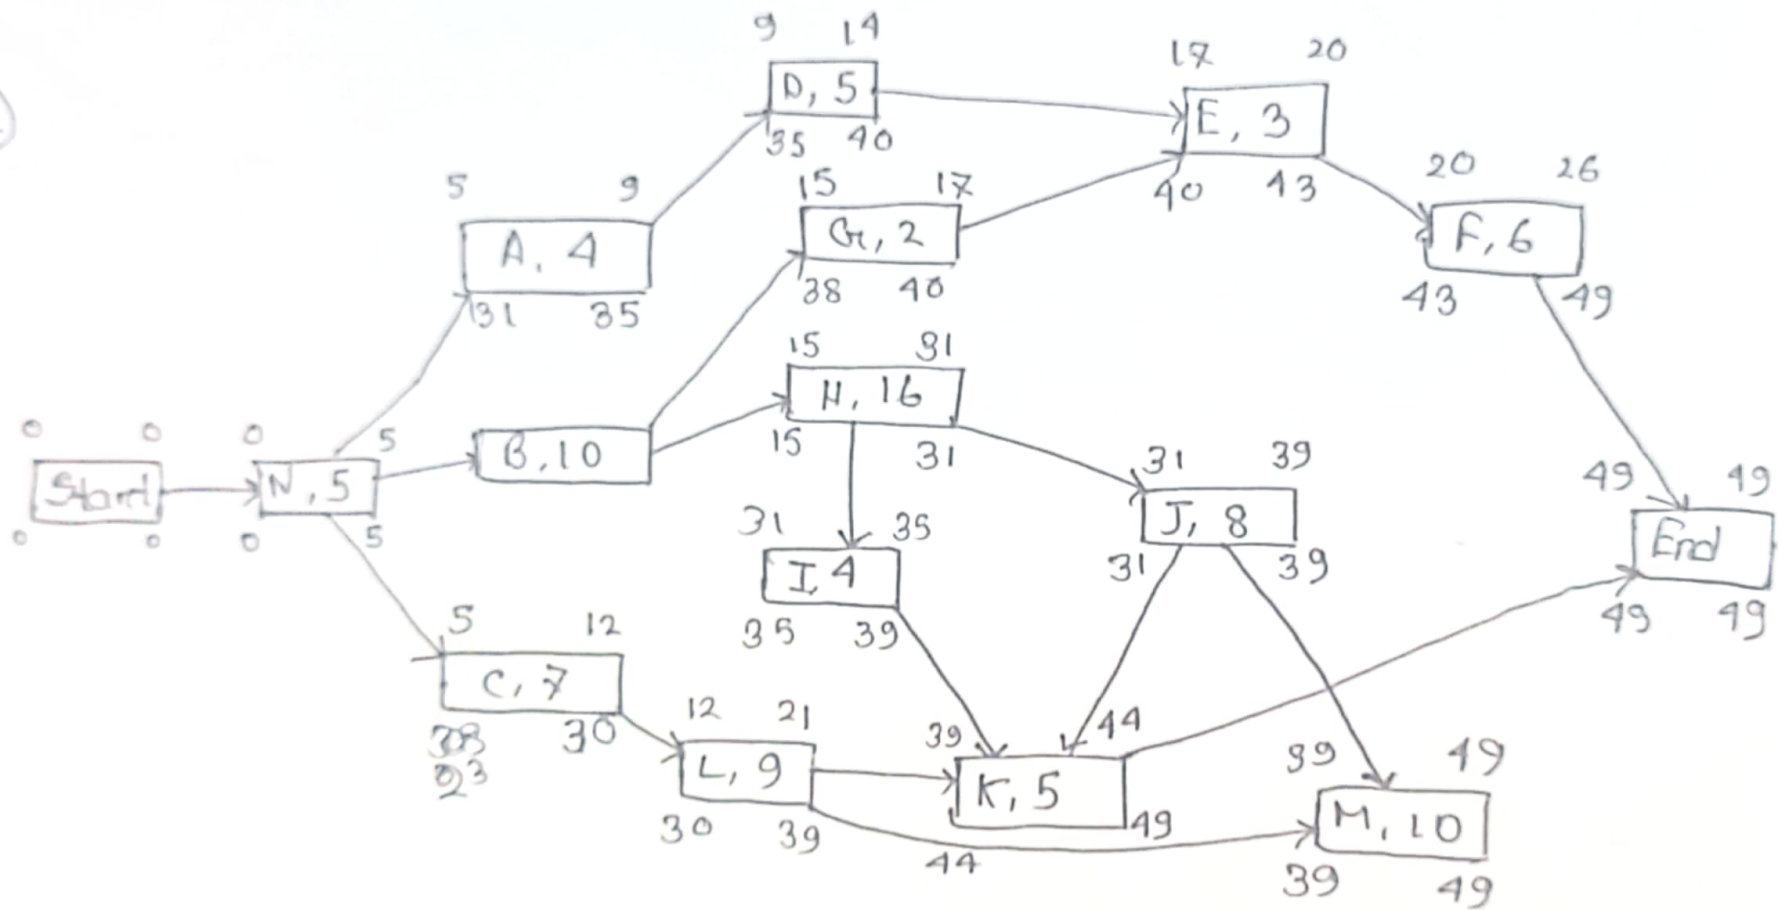 9 14
D, 5
35 40
17 20
E, 3
40 43
5 9
A, 4
31 35
15 17
G, 2
38 40
20 26
F, 6
43 49
15 31
H, 16
15 31
0 0
Start
0 0
0 5
N, 5
0 5
B, 10
31 35
I, 4
35 39
31 39
J, 8
31 39
49 49
End
49 49
5 12
C, 7
30
23
12 21
L, 9
30 39
39 44
K, 5
44 49
39 49
M, 10
39 49